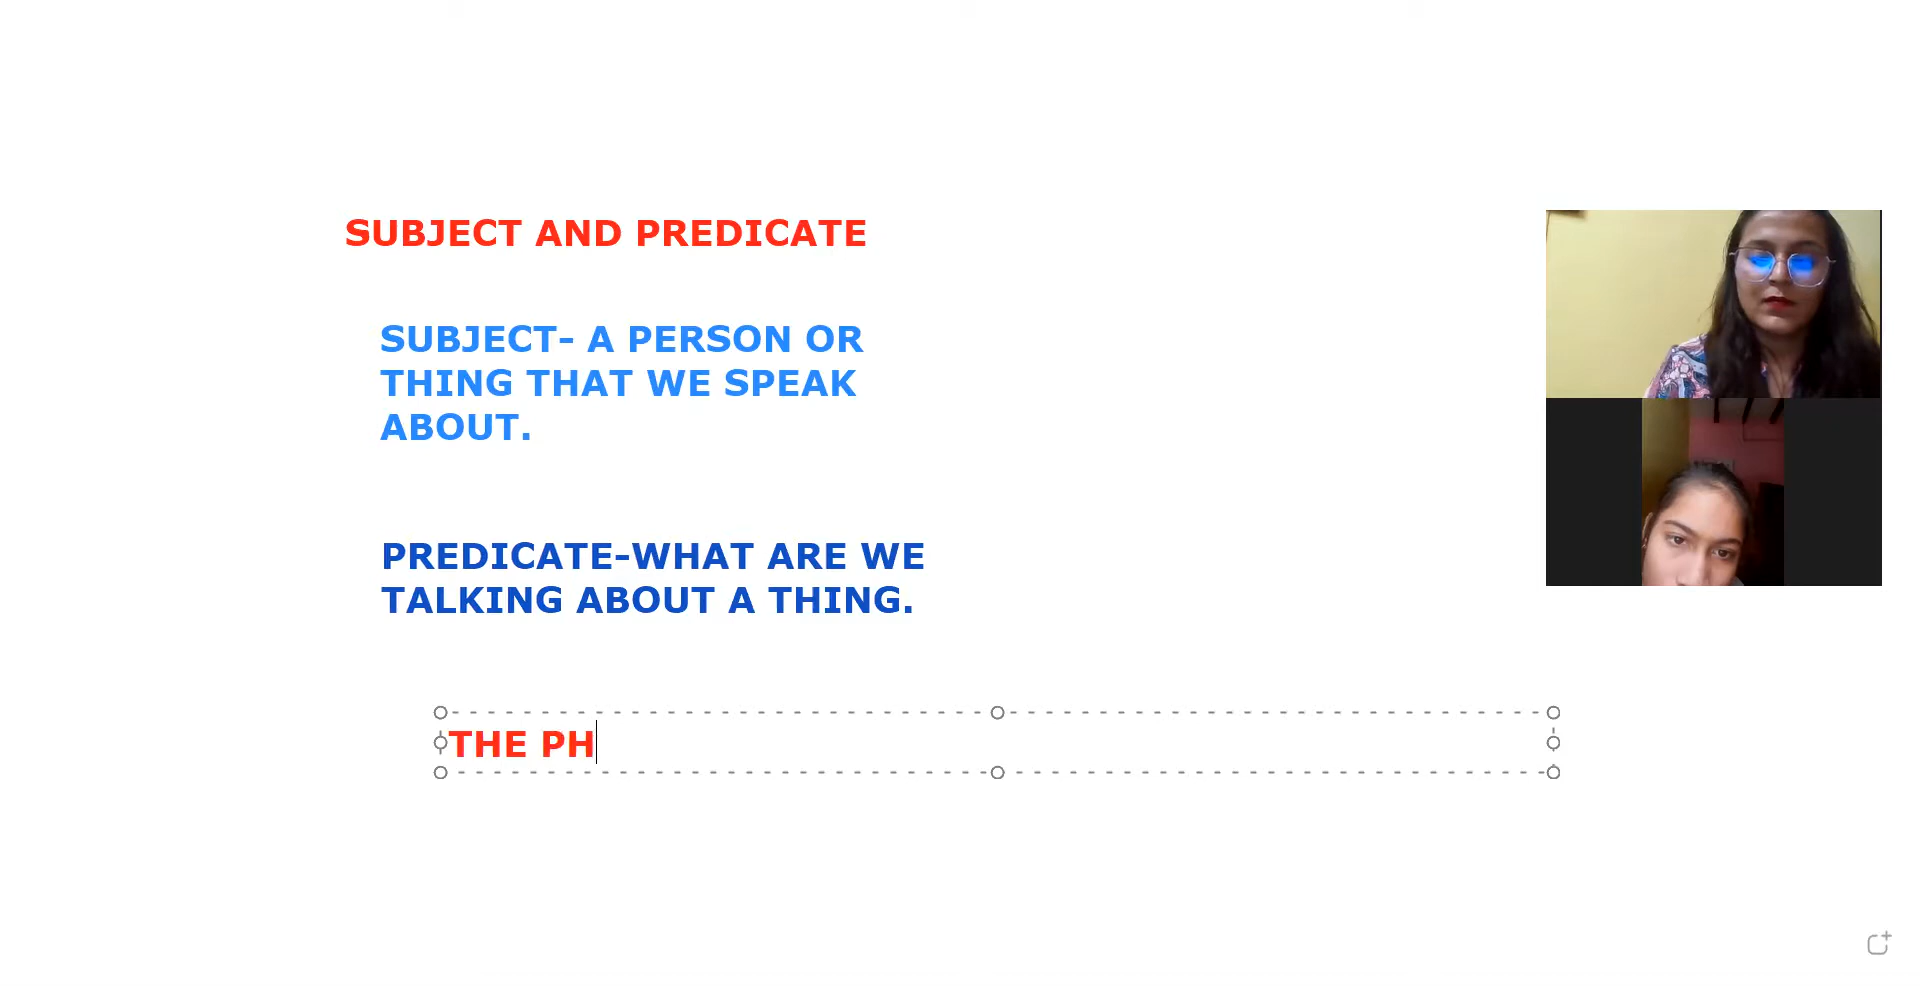 SUBJECT AND PREDICATE
SUBJECT- A PERSON OR
THING THAT WE SPEAK
ABOUT.
PREDICATE-WHAT ARE WE
TALKING ABOUT A THING.
THE PH